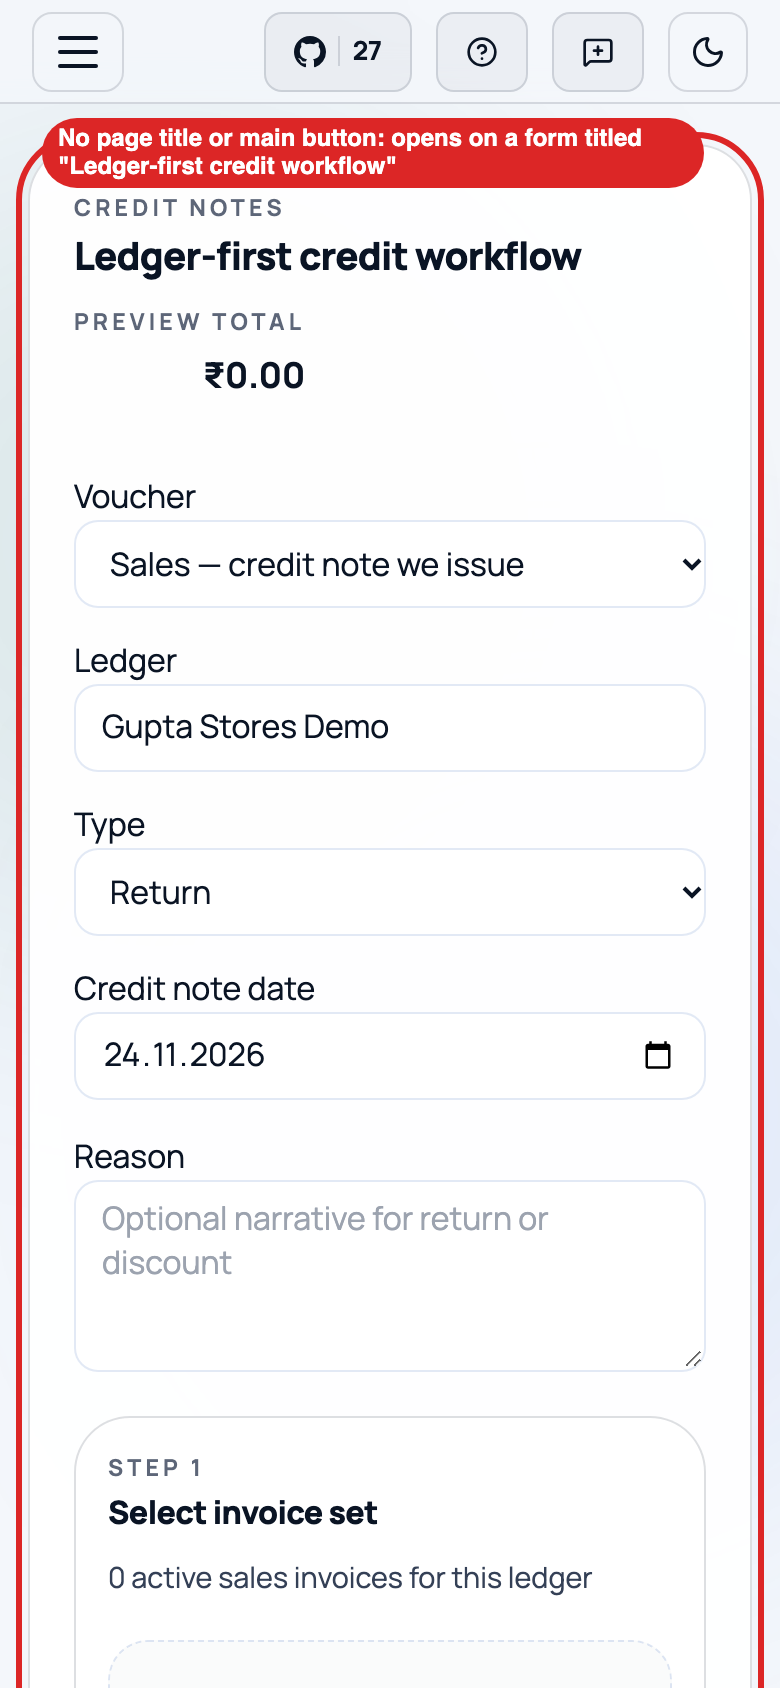 27
No page title or main button: opens on a form titled
"Ledger-first credit workflow"
CREDIT NOTES
Ledger-first credit workflow
PREVIEW TOTAL
₹0.00
Voucher
Sales — credit note we issue
Ledger
Gupta Stores Demo
Type
Return
Credit note date
24.11.2026
Reason
Optional narrative for return or
discount
STEP 1
Select invoice set
0 active sales invoices for this ledger